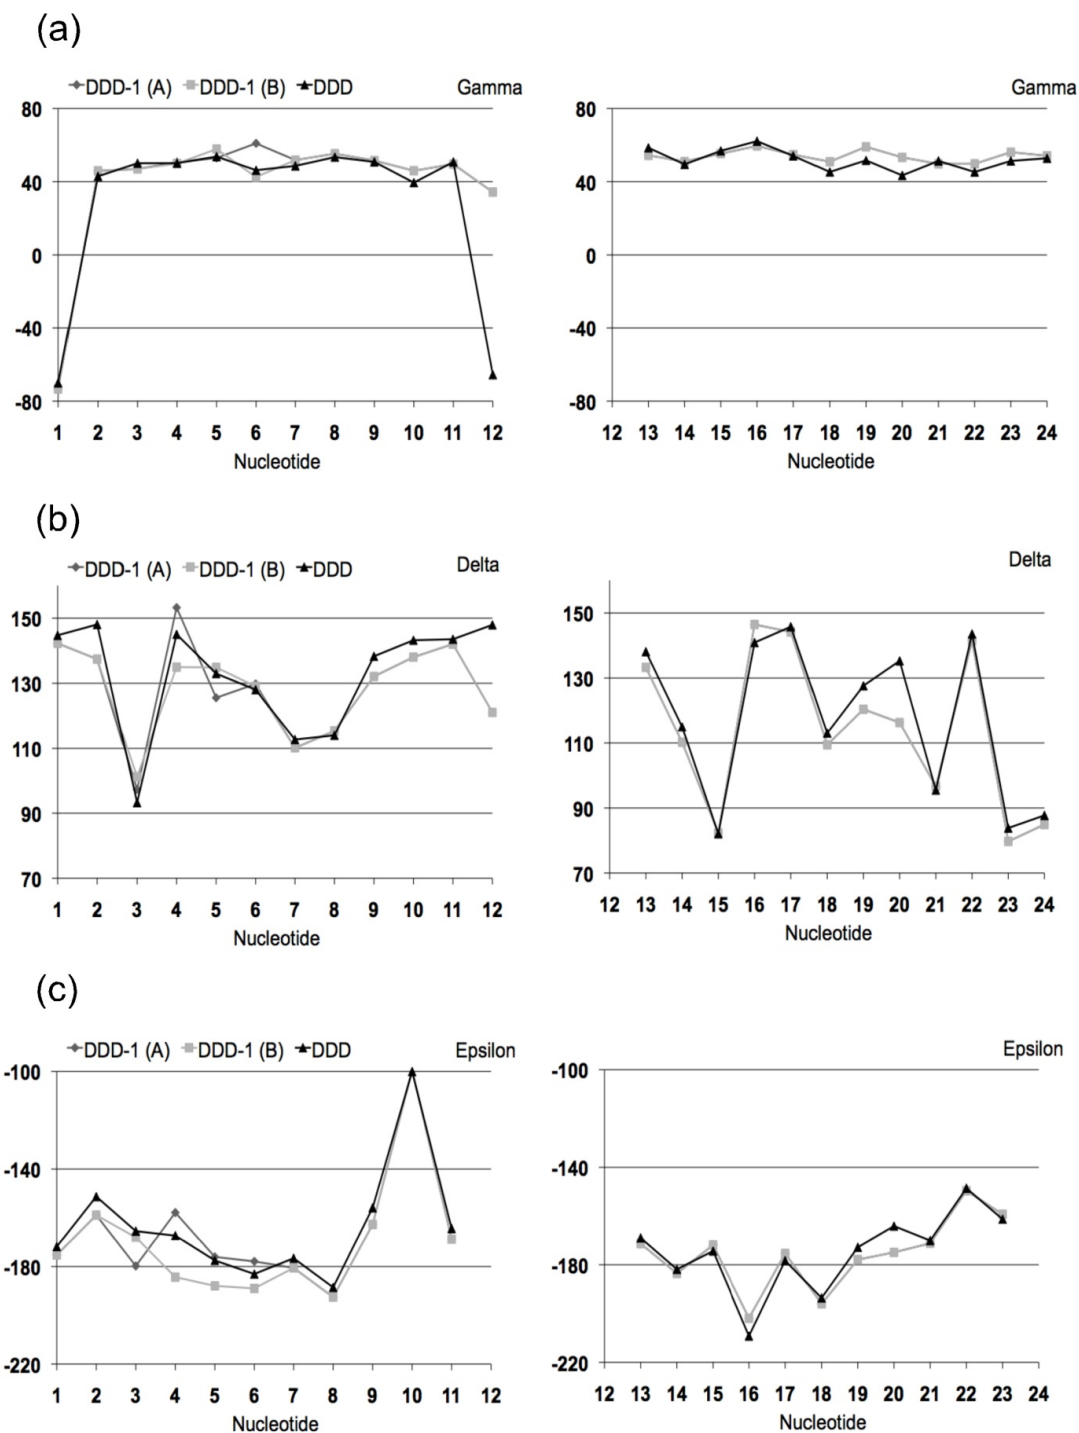 (a)
DDD-1 (A) DDD-1 (B) DDD Gamma
80
40
0
-40
-80
1 2 3 4 5 6 7 8 9 10 11 12
Nucleotide
Gamma
80
40
0
-40
-80
12 13 14 15 16 17 18 19 20 21 22 23 24
Nucleotide
(b)
DDD-1 (A) DDD-1 (B) DDD Delta
150
130
110
90
70
1 2 3 4 5 6 7 8 9 10 11 12
Nucleotide
Delta
150
130
110
90
70
12 13 14 15 16 17 18 19 20 21 22 23 24
Nucleotide
(c)
DDD-1 (A) DDD-1 (B) DDD Epsilon
-100
-140
-180
-220
1 2 3 4 5 6 7 8 9 10 11 12
Nucleotide
Epsilon
-100
-140
-180
-220
12 13 14 15 16 17 18 19 20 21 22 23 24
Nucleotide